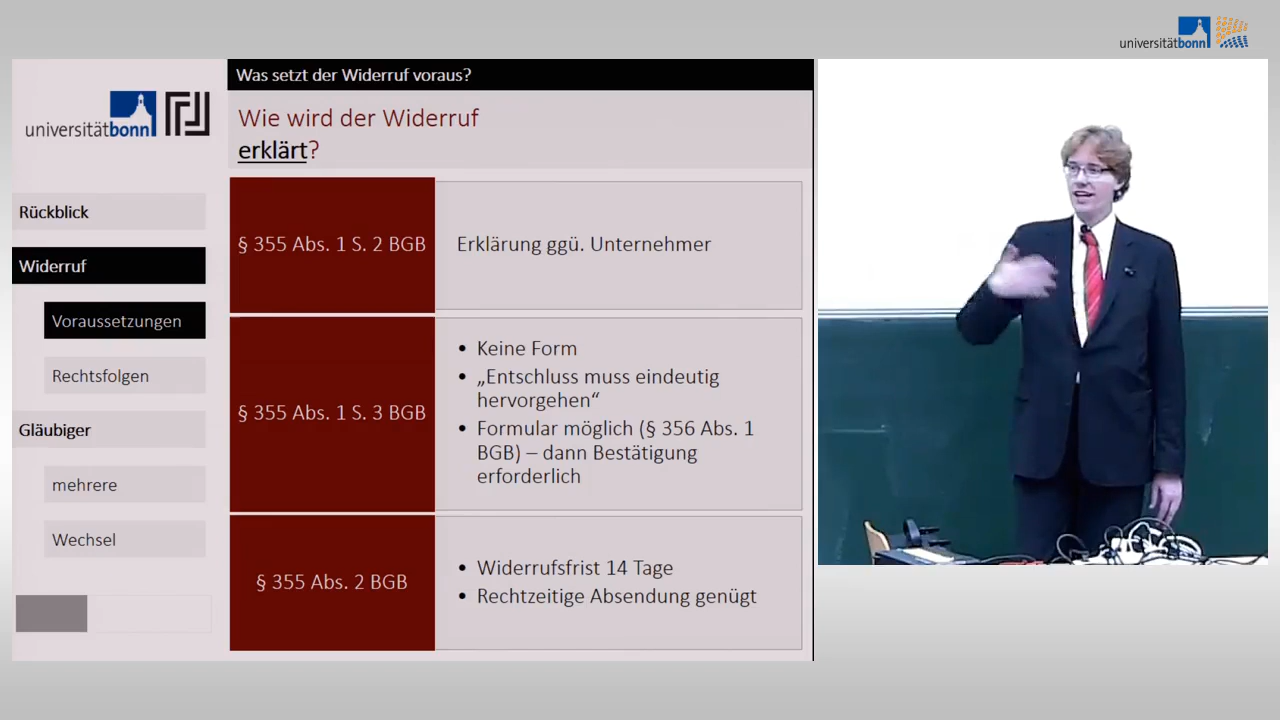 universitätbonn
Was setzt der Widerruf voraus?
universitätbonn
Wie wird der Widerruf
erklärt?
Rückblick
Widerruf
Voraussetzungen
Rechtsfolgen
Gläubiger
mehrere
Wechsel
§ 355 Abs. 1 S. 2 BGB
Erklärung ggü. Unternehmer
§ 355 Abs. 1 S. 3 BGB
• Keine Form
• „Entschluss muss eindeutig
hervorgehen“
• Formular möglich (§ 356 Abs. 1
BGB) – dann Bestätigung
erforderlich
§ 355 Abs. 2 BGB
• Widerrufsfrist 14 Tage
• Rechtzeitige Absendung genügt